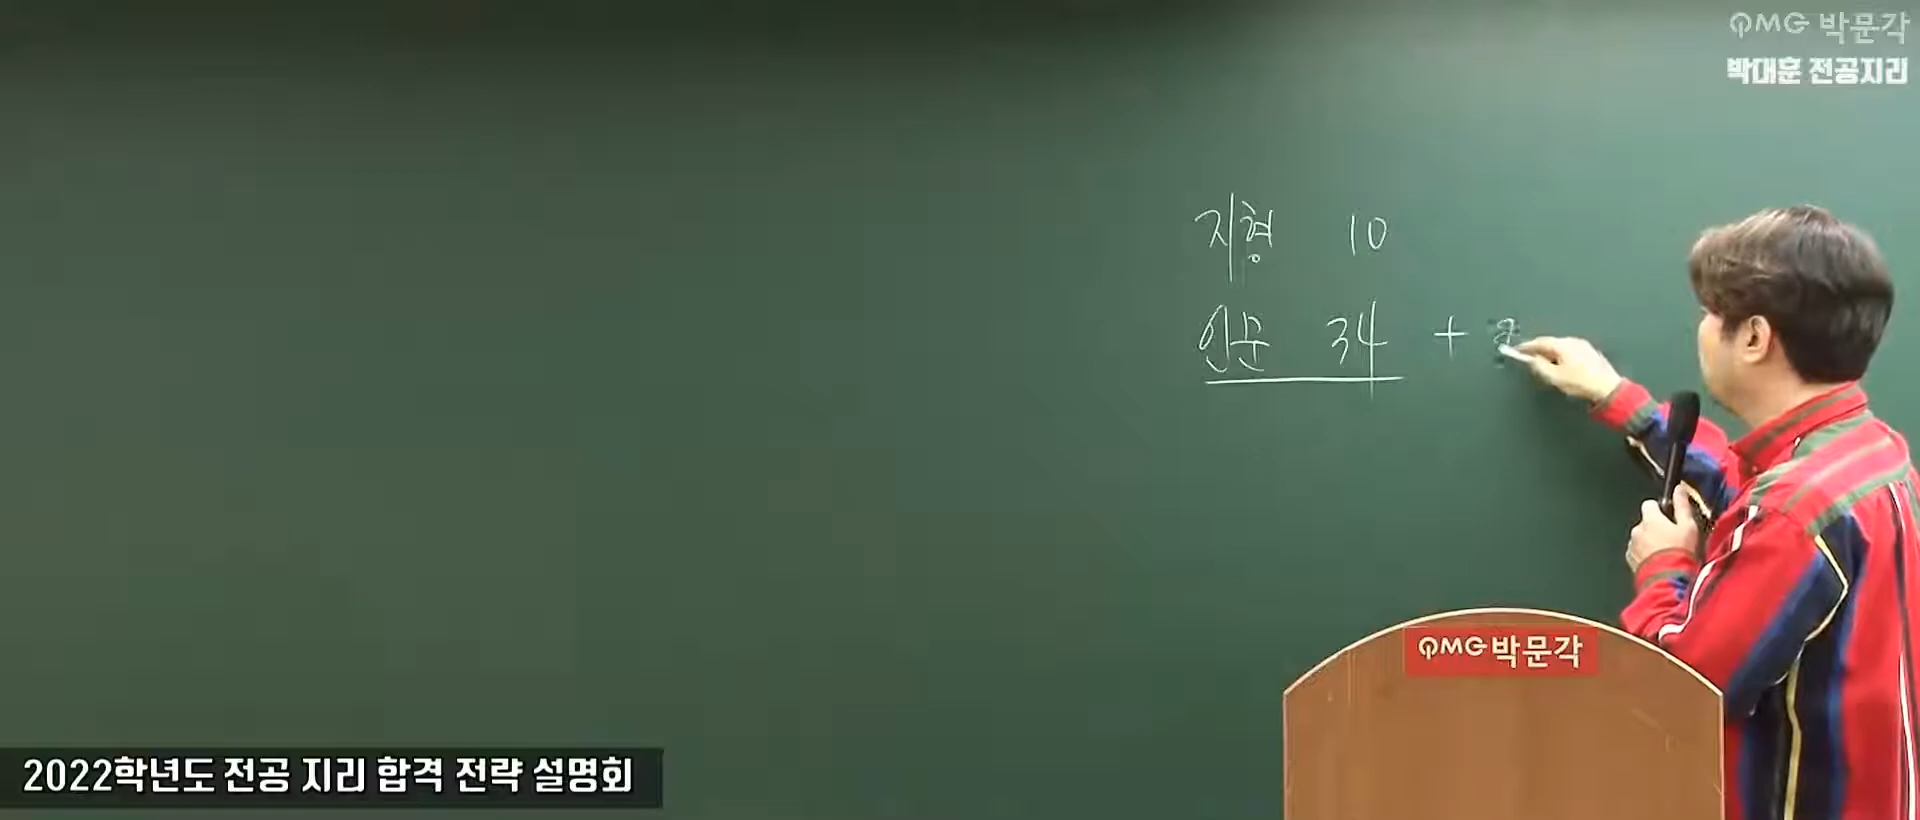 PMG 박문각
박대훈 전공지리
지형 10
인문 34 +
PMG 박문각
2022학년도 전공 지리 합격 전략 설명회